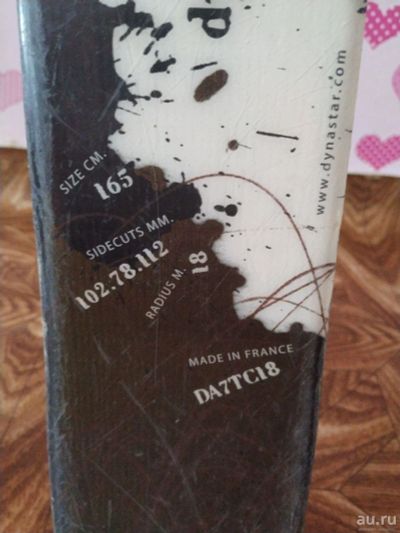 www.dynastar.com
SIZE CM.
165
SIDECUTS MM.
102.78.112
RADIUS M.
18
MADE IN FRANCE
DA7TC18
au.ru